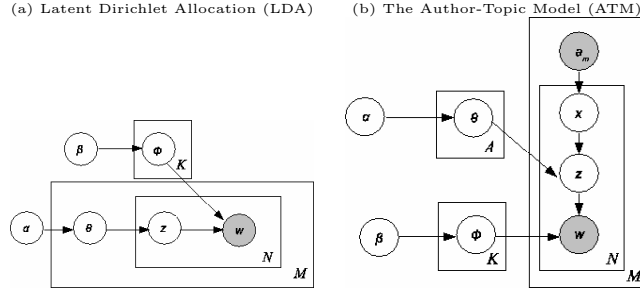 (a) Latent Dirichlet Allocation (LDA)
(b) The Author-Topic Model (ATM)
β
φ
K
α
θ
z
w
N
M
a_m
x
α
θ
A
z
β
Φ
K
w
N
M